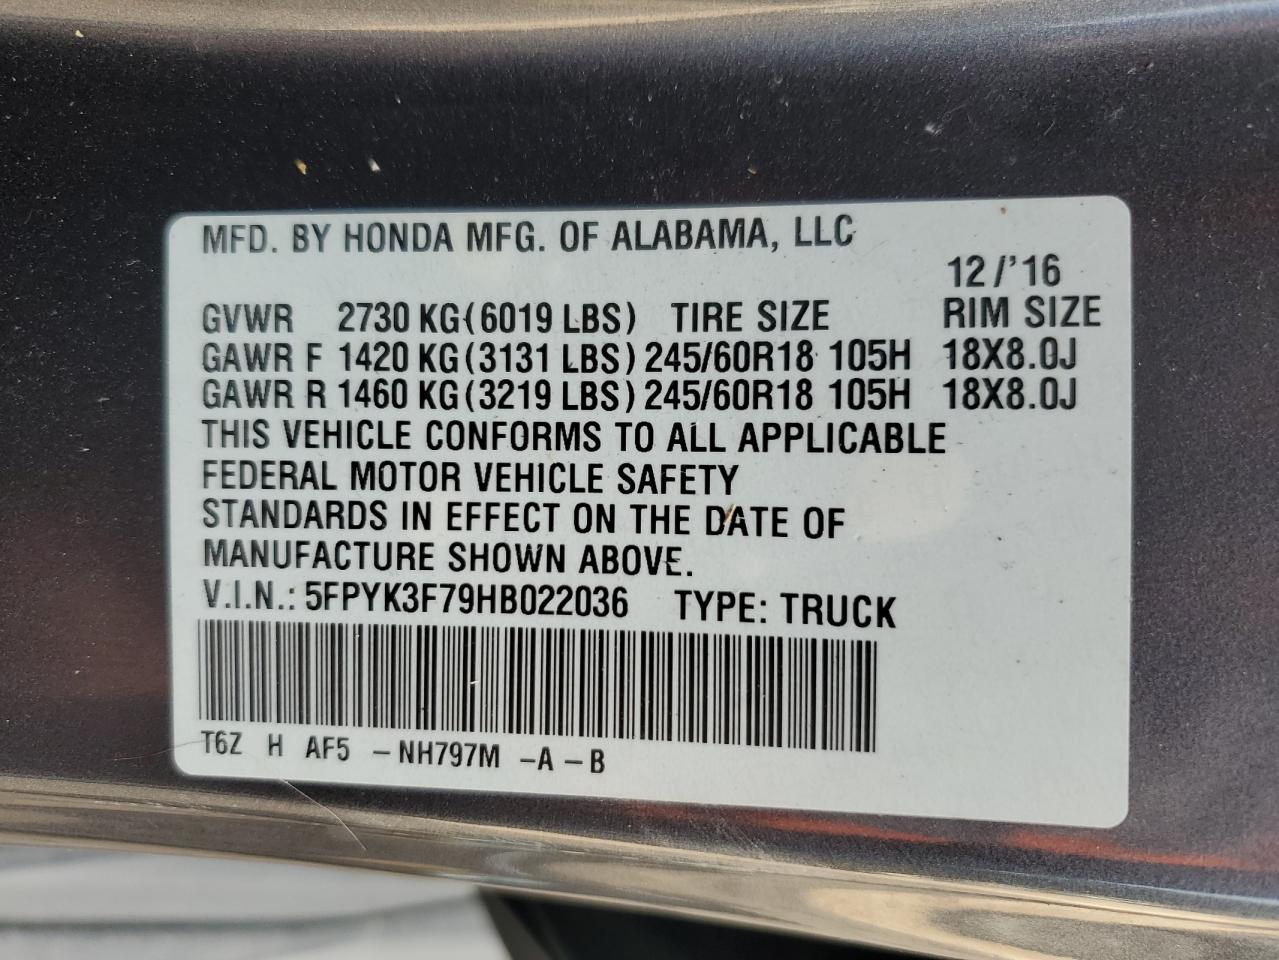 MFD. BY HONDA MFG. OF ALABAMA, LLC
12/'16
GVWR 2730 KG(6019 LBS) TIRE SIZE RIM SIZE
GAWR F 1420 KG(3131 LBS) 245/60R18 105H 18X8.0J
GAWR R 1460 KG(3219 LBS) 245/60R18 105H 18X8.0J
THIS VEHICLE CONFORMS TO ALL APPLICABLE
FEDERAL MOTOR VEHICLE SAFETY
STANDARDS IN EFFECT ON THE DATE OF
MANUFACTURE SHOWN ABOVE.
V.I.N.: 5FPYK3F79HB022036 TYPE: TRUCK
T6Z H AF5 -NH797M -A-B